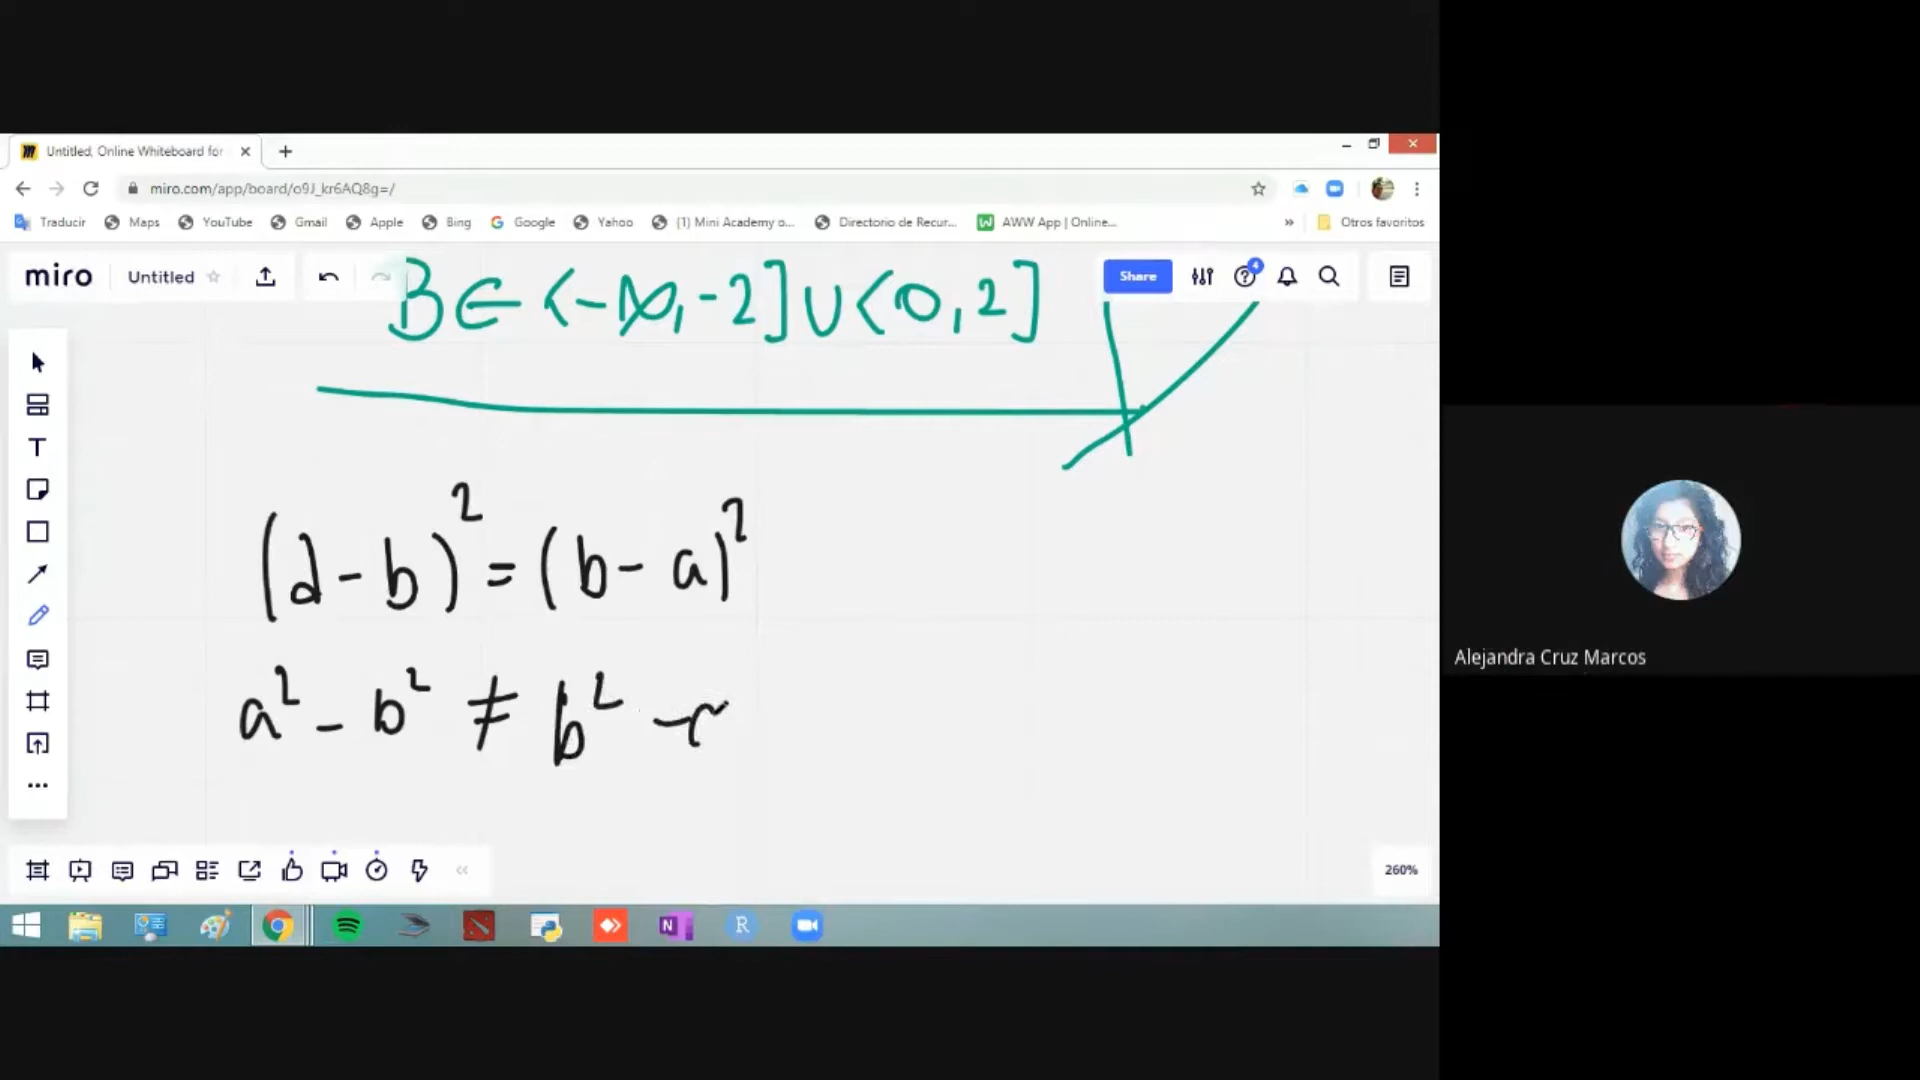 Untitled, Online Whiteboard for
miro.com/app/board/o9J_kr6AQ8g=/
Traducir Maps YouTube Gmail Apple Bing Google Yahoo (1) Mini Academy o... Directorio de Recur... AWW App | Online... » Otros favoritos
miro Untitled Share 4
B ∈ <-∞, -2] ∪ <0, 2]
(a - b)² = (b - a)²
a² - b² ≠ b² -
Alejandra Cruz Marcos
260%